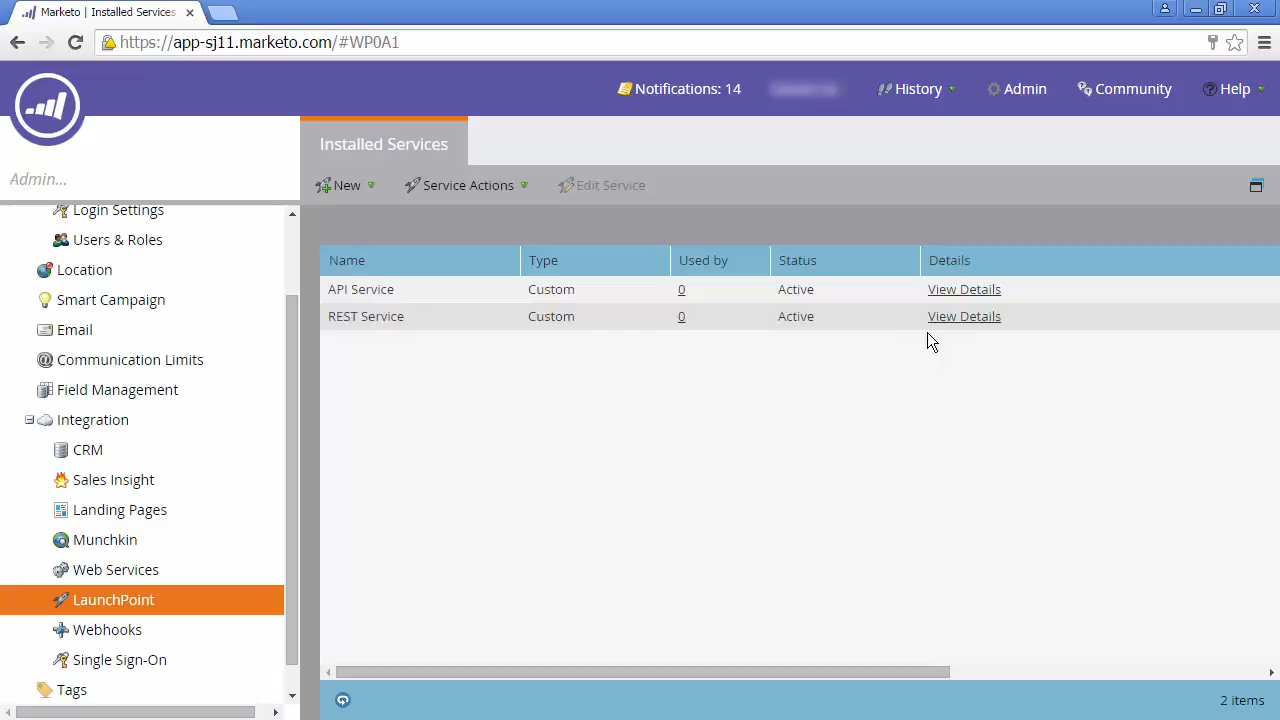 Marketo | Installed Services
https://app-sj11.marketo.com/#WP0A1
Notifications: 14
History
Admin
Community
Help
Admin...
Installed Services
New
Service Actions
Edit Service
Login Settings
Users & Roles
Location
Smart Campaign
Email
Communication Limits
Field Management
Integration
CRM
Sales Insight
Landing Pages
Munchkin
Web Services
LaunchPoint
Webhooks
Single Sign-On
Tags
Name Type Used by Status Details
API Service Custom 0 Active View Details
REST Service Custom 0 Active View Details
2 items